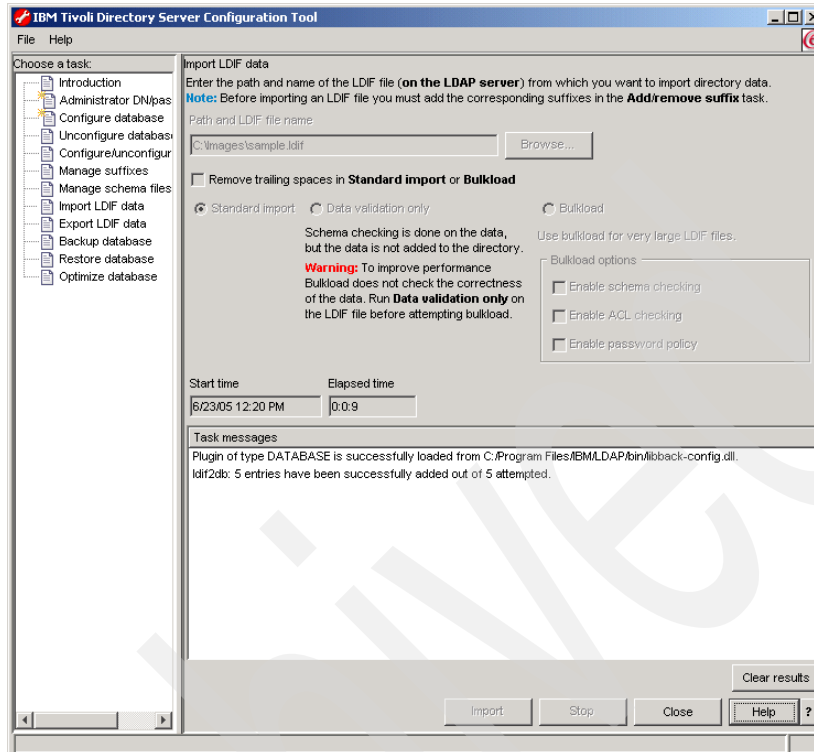 IBM Tivoli Directory Server Configuration Tool
File Help
Choose a task:
Introduction
Administrator DN/pas
Configure database
Unconfigure databas
Configure/unconfigur
Manage suffixes
Manage schema files
Import LDIF data
Export LDIF data
Backup database
Restore database
Optimize database
Import LDIF data
Enter the path and name of the LDIF file (on the LDAP server) from which you want to import directory data.
Note: Before importing an LDIF file you must add the corresponding suffixes in the Add/remove suffix task.
Path and LDIF file name
C:\Images\sample.ldif
Browse...
Remove trailing spaces in Standard import or Bulkload
Standard import
Data validation only
Schema checking is done on the data,
but the data is not added to the directory.
Warning: To improve performance
Bulkload does not check the correctness
of the data. Run Data validation only on
the LDIF file before attempting bulkload.
Bulkload
Use bulkload for very large LDIF files.
Bulkload options
Enable schema checking
Enable ACL checking
Enable password policy
Start time Elapsed time
6/23/05 12:20 PM 0:0:9
Task messages
Plugin of type DATABASE is successfully loaded from C:/Program Files/IBM/LDAP/bin/libback-config.dll.
ldif2db: 5 entries have been successfully added out of 5 attempted.
Clear results
Import Stop Close Help ?